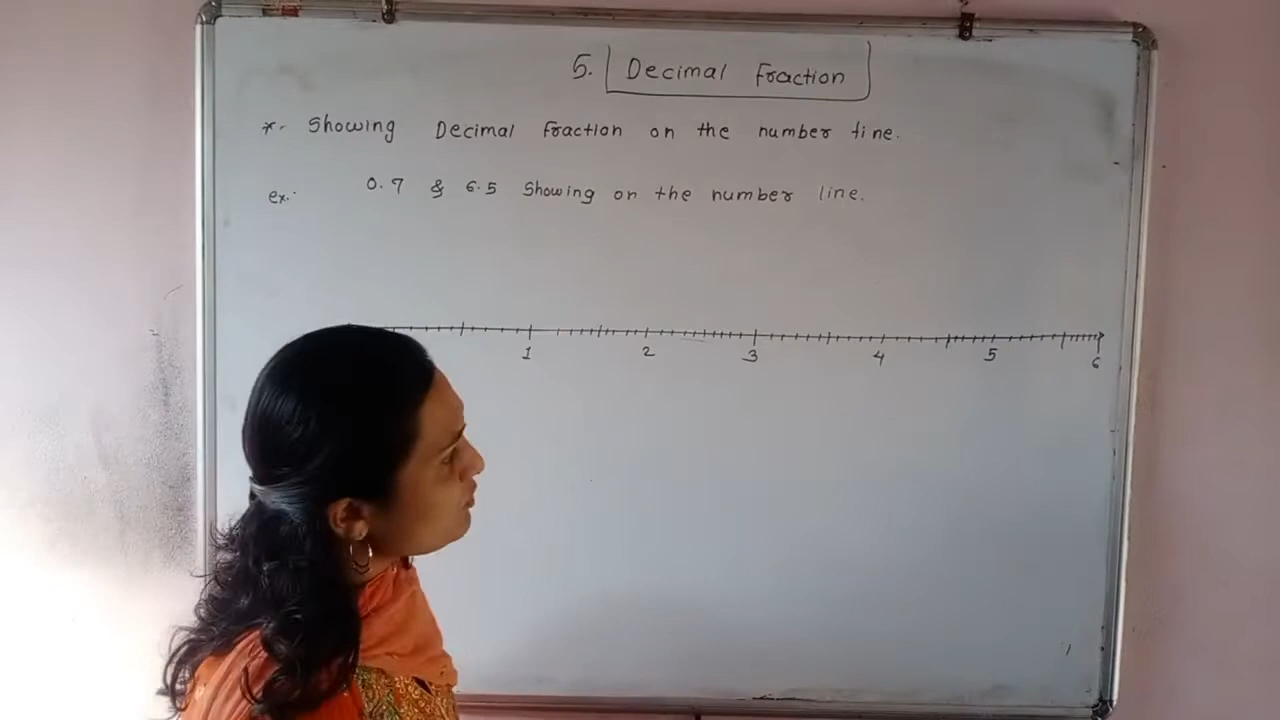 5. Decimal Fraction
*. Showing Decimal Fraction on the number line.
ex. 0.7 & 6.5 Showing on the number line.
1 2 3 4 5 6